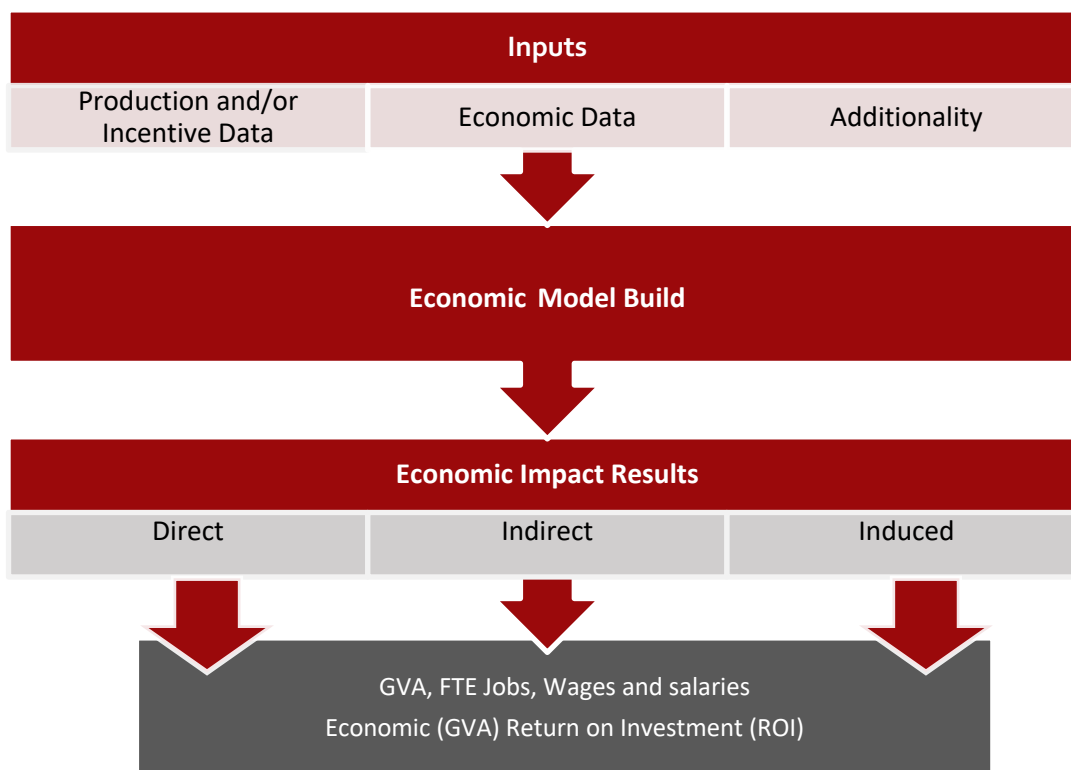 Inputs
Production and/or
Incentive Data
Economic Data
Additionality
Economic Model Build
Economic Impact Results
Direct
Indirect
Induced
GVA, FTE Jobs, Wages and salaries
Economic (GVA) Return on Investment (ROI)